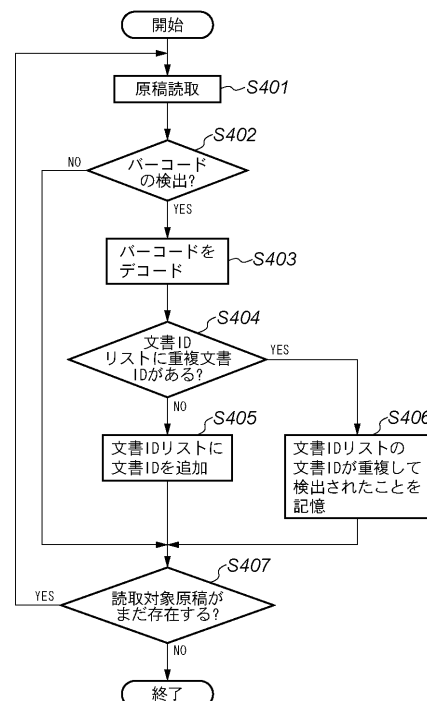 開始
原稿読取
S401
S402
バーコード
の検出?
NO
YES
バーコードを
デコード
S403
S404
文書ID
リストに重複文書
IDがある?
YES
NO
S405
文書IDリストに
文書IDを追加
S406
文書IDリストの
文書IDが重複して
検出されたことを
記憶
S407
読取対象原稿が
まだ存在する?
YES
NO
終了